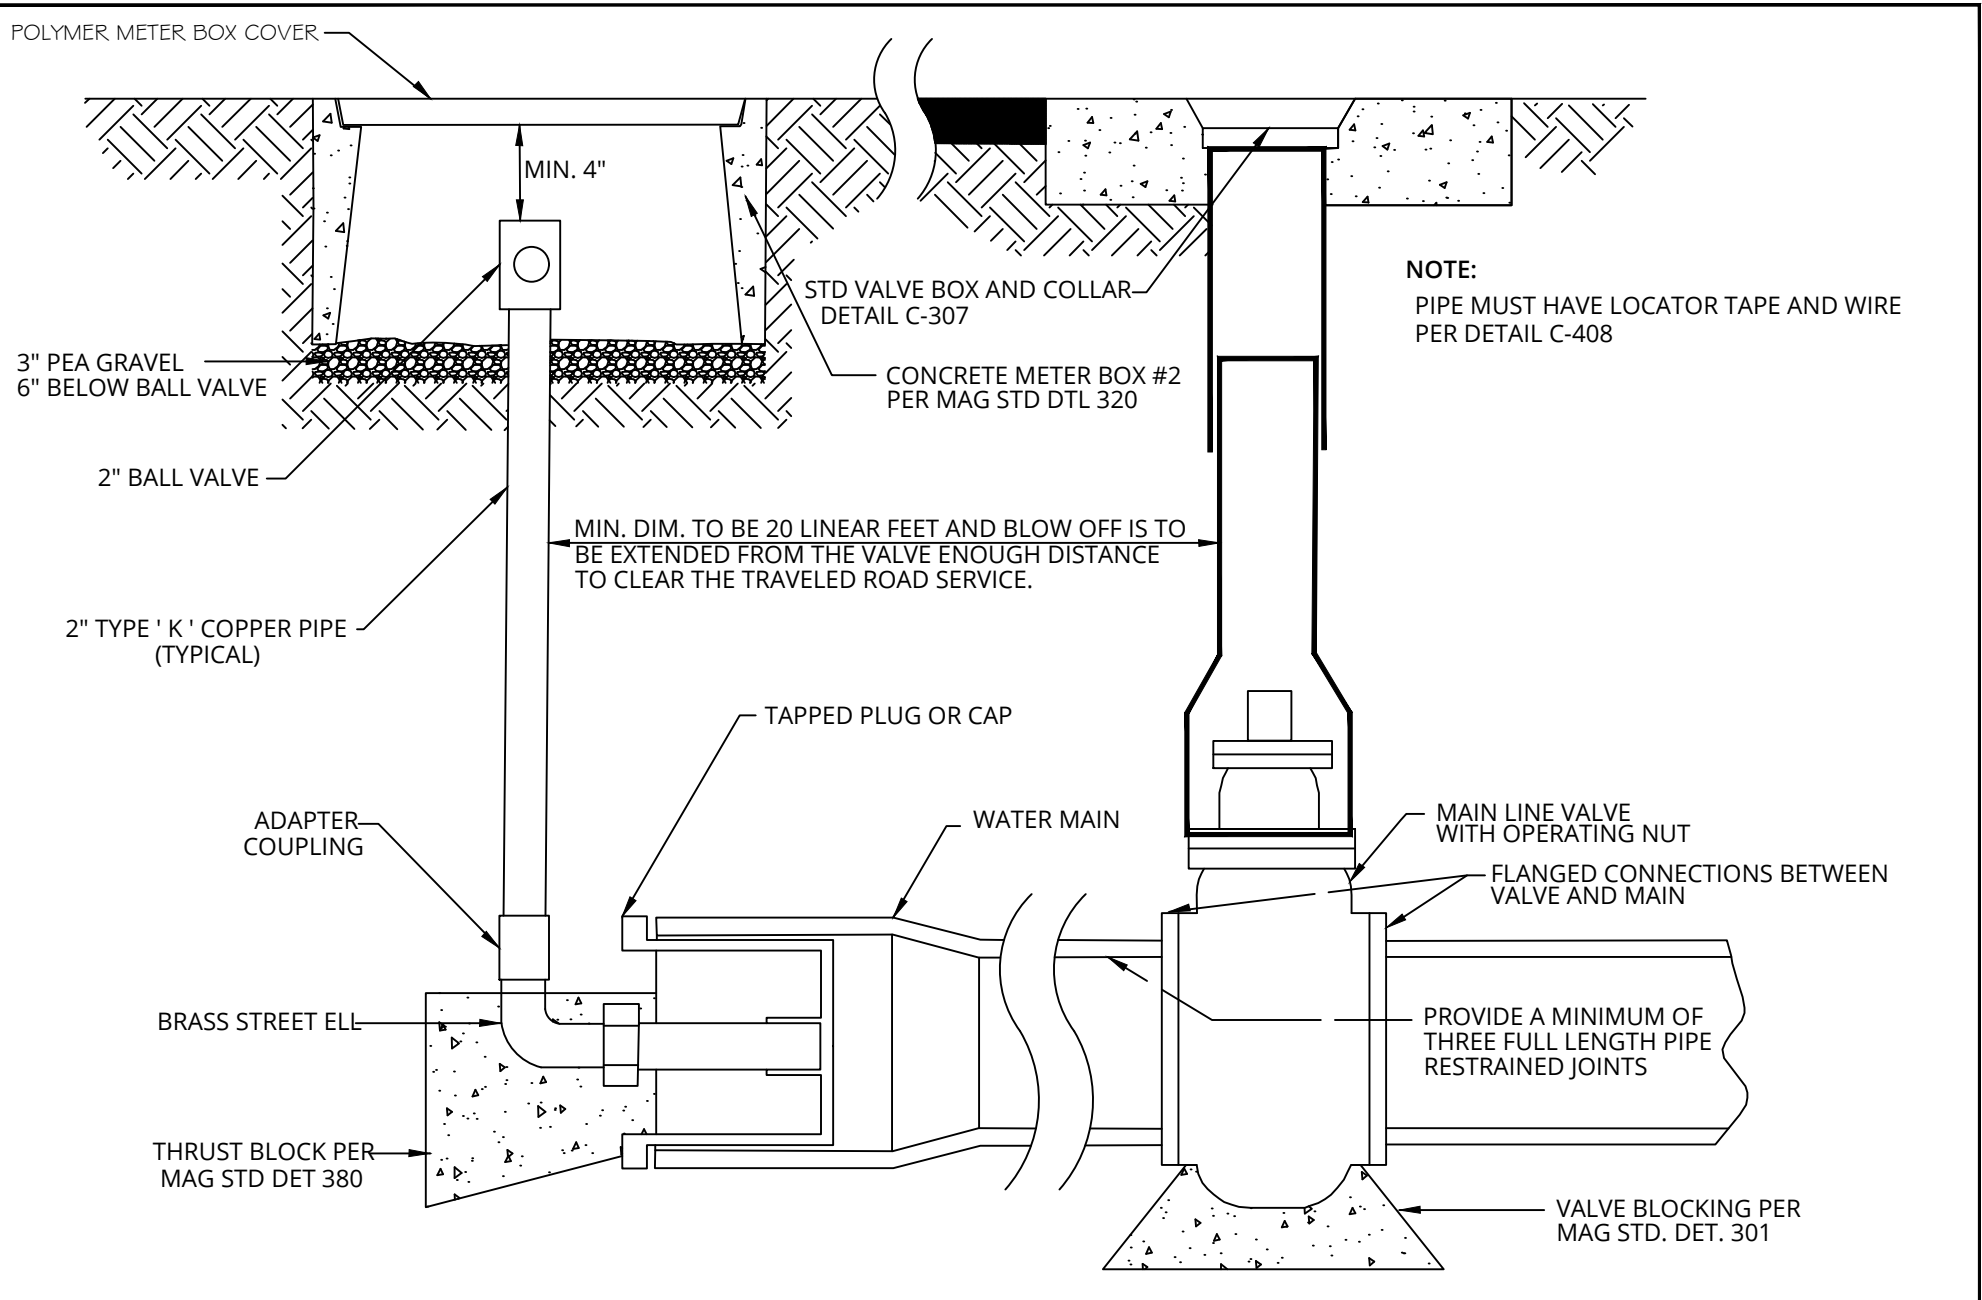 POLYMER METER BOX COVER
MIN. 4"
STD VALVE BOX AND COLLAR
DETAIL C-307
NOTE:
PIPE MUST HAVE LOCATOR TAPE AND WIRE
PER DETAIL C-408
3" PEA GRAVEL
6" BELOW BALL VALVE
CONCRETE METER BOX #2
PER MAG STD DTL 320
2" BALL VALVE
MIN. DIM. TO BE 20 LINEAR FEET AND BLOW OFF IS TO
BE EXTENDED FROM THE VALVE ENOUGH DISTANCE
TO CLEAR THE TRAVELED ROAD SERVICE.
2" TYPE ' K ' COPPER PIPE
(TYPICAL)
TAPPED PLUG OR CAP
ADAPTER
COUPLING
WATER MAIN
MAIN LINE VALVE
WITH OPERATING NUT
FLANGED CONNECTIONS BETWEEN
VALVE AND MAIN
BRASS STREET ELL
PROVIDE A MINIMUM OF
THREE FULL LENGTH PIPE
RESTRAINED JOINTS
THRUST BLOCK PER
MAG STD DET 380
VALVE BLOCKING PER
MAG STD. DET. 301